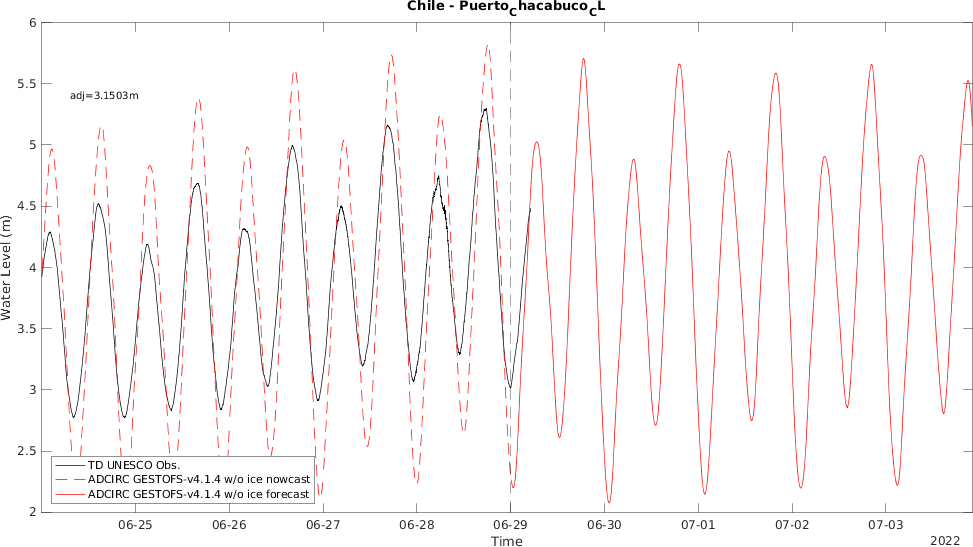 Chile - Puerto_Chacabuco_CL
6
5.5
adj=3.1503m
5
4.5
4
3.5
3
2.5
2
Water Level (m)
TD UNESCO Obs.
ADCIRC GESTOFS-v4.1.4 w/o ice nowcast
ADCIRC GESTOFS-v4.1.4 w/o ice forecast
06-25 06-26 06-27 06-28 06-29 06-30 07-01 07-02 07-03
Time
2022